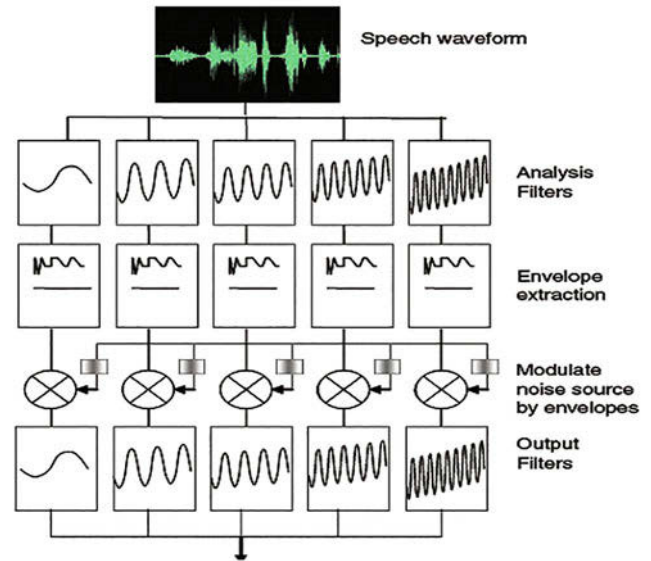 Speech waveform
Analysis
Filters
Envelope
extraction
Modulate
noise source
by envelopes
Output
Filters